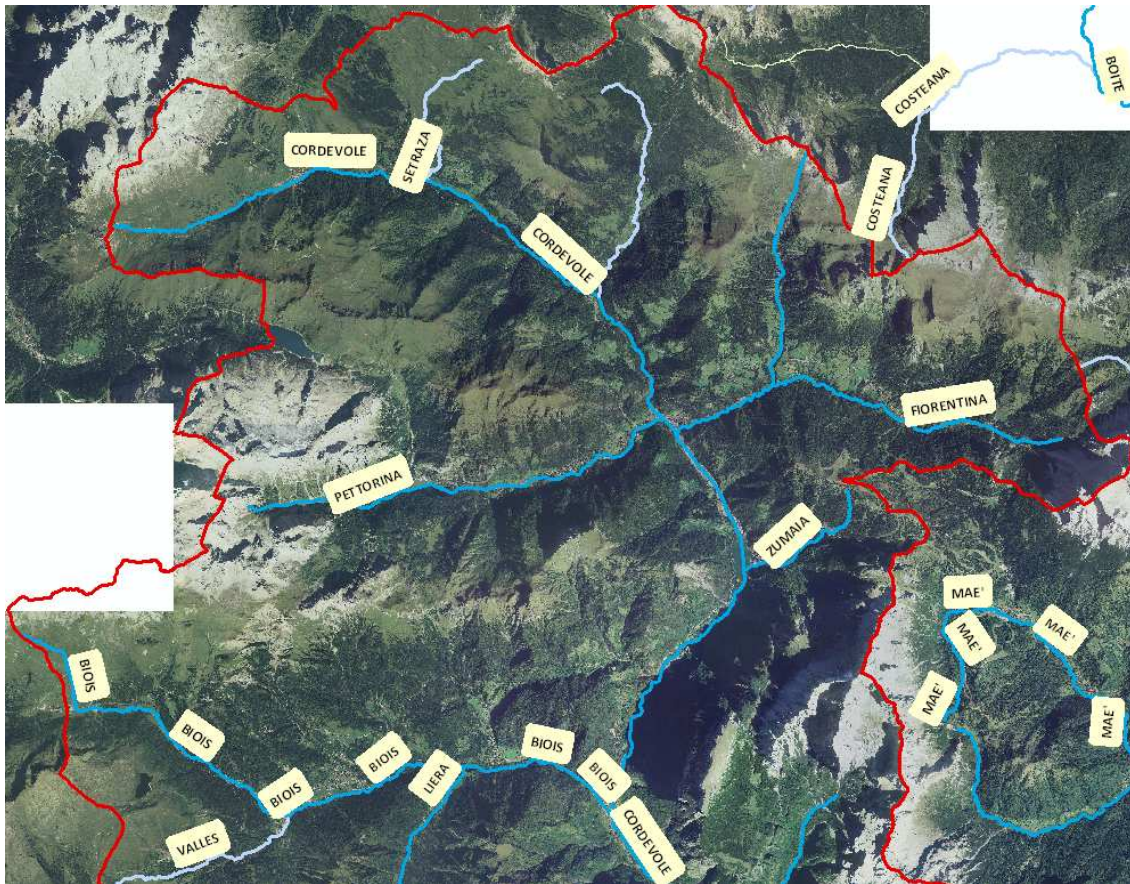 BOITE
COSTEANA
CORDEVOLE
SETRAZA
COSTEANA
CORDEVOLE
FIORENTINA
PETTORINA
ZUMAIA
MAE'
MAE'
MAE'
MAE'
MAE'
BIOIS
BIOIS
BIOIS
BIOIS
BIOIS
LIERA
BIOIS
VALLES
CORDEVOLE